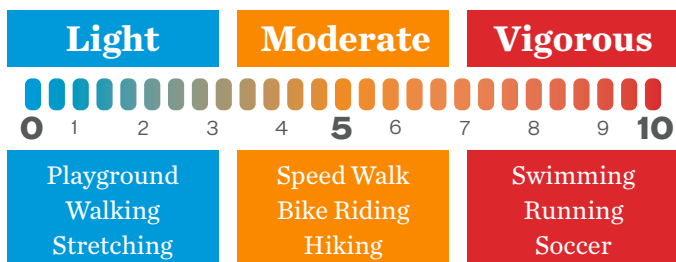 Light Moderate Vigorous
0 1 2 3 4 5 6 7 8 9 10
Playground Speed Walk Swimming
Walking Bike Riding Running
Stretching Hiking Soccer